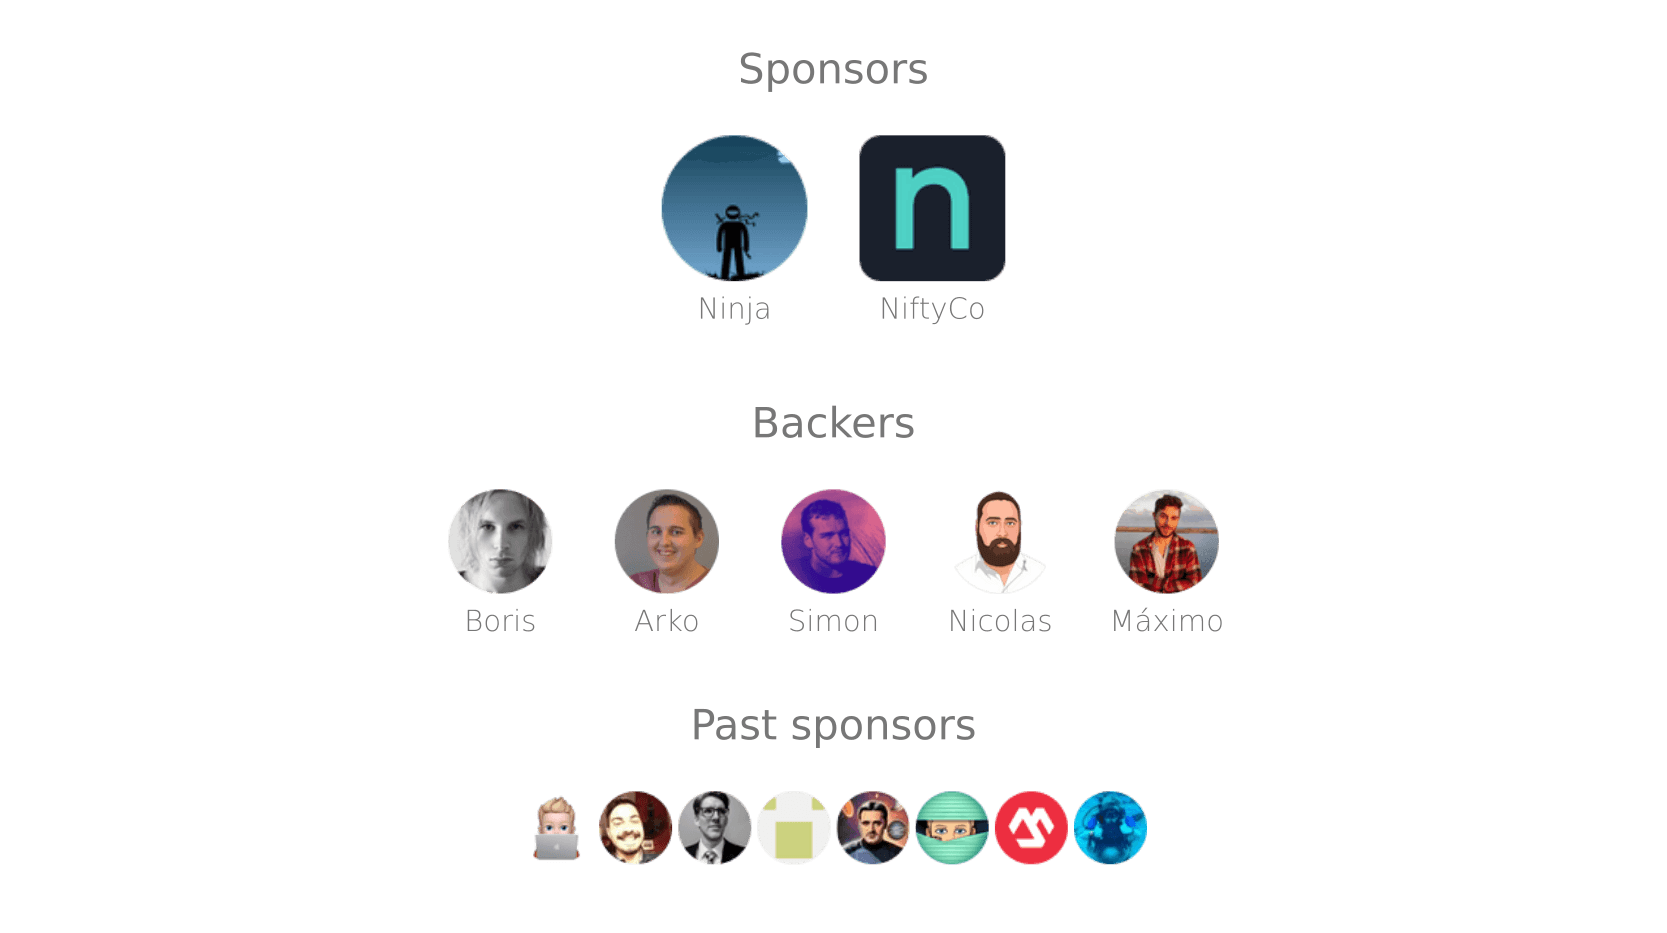 Sponsors
n
Ninja NiftyCo
Backers
Boris Arko Simon Nicolas Máximo
Past sponsors